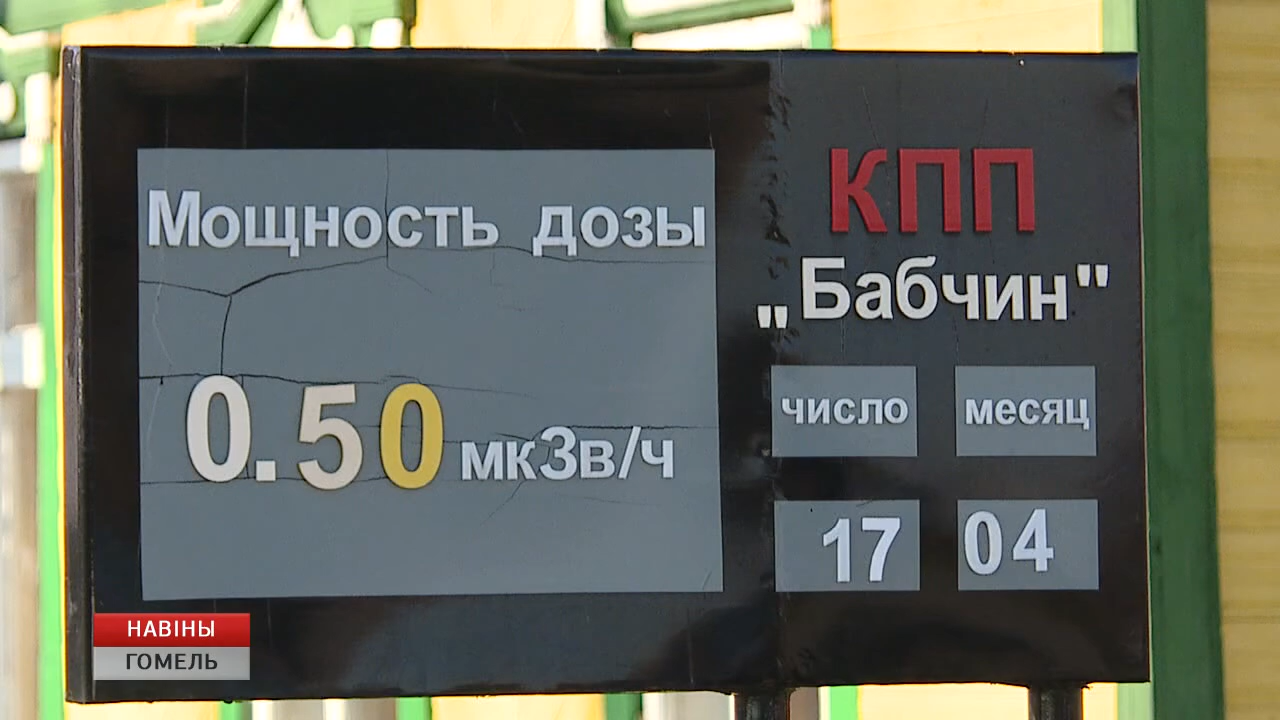 Мощность дозы
0.50 мкЗв/ч
КПП
„Бабчин"
число месяц
17 04
НАВІНЫ
ГОМЕЛЬ